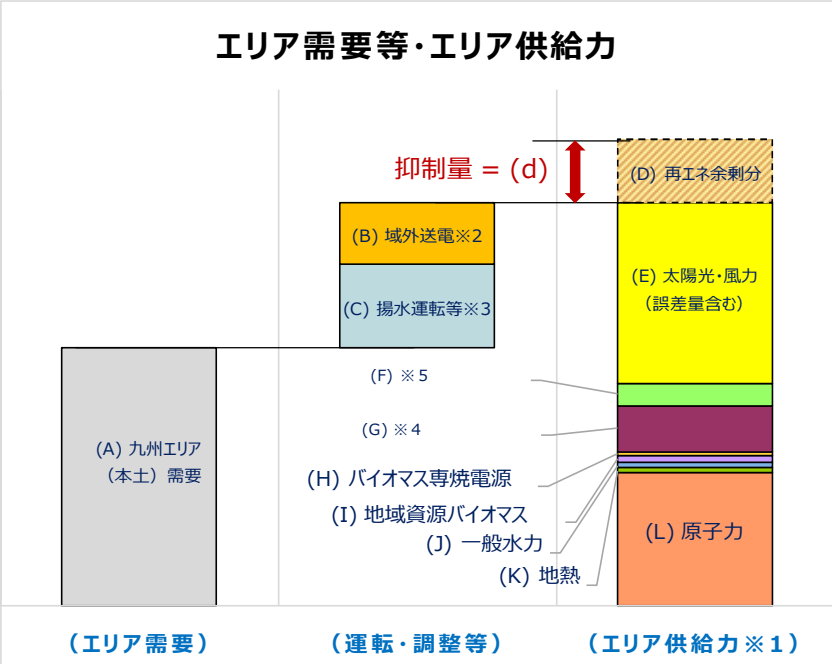 エリア需要等・エリア供給力
抑制量 = (d)
(D) 再エネ余剰分
(B) 域外送電※2
(C) 揚水運転等※3
(E) 太陽光・風力
（誤差量含む）
(F) ※5
(G) ※4
(A) 九州エリア
（本土）需要
(H) バイオマス専焼電源
(I) 地域資源バイオマス
(J) 一般水力
(K) 地熱
(L) 原子力
（エリア需要）
（運転・調整等）
（エリア供給力※1）